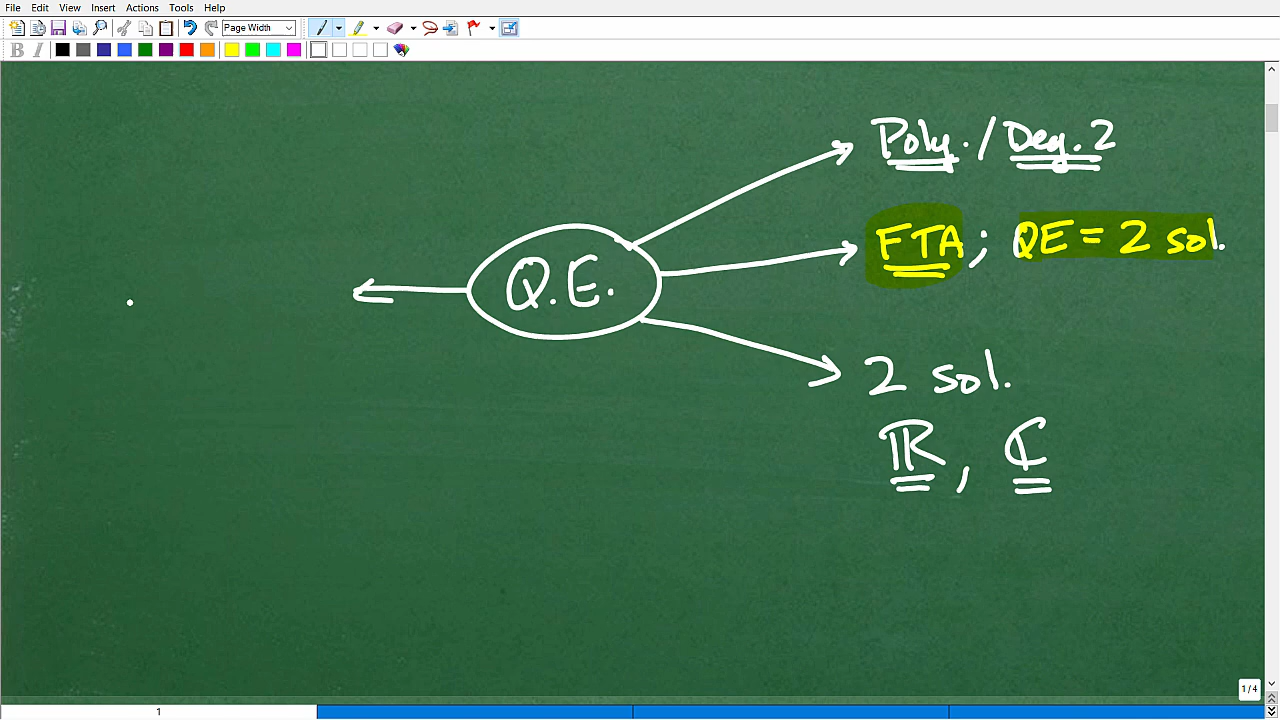 File Edit View Insert Actions Tools Help
Page Width
B I
Poly. / Deg. 2
FTA ; QE = 2 sol.
Q.E.
2 sol.
ℝ , ℂ
1/4
1